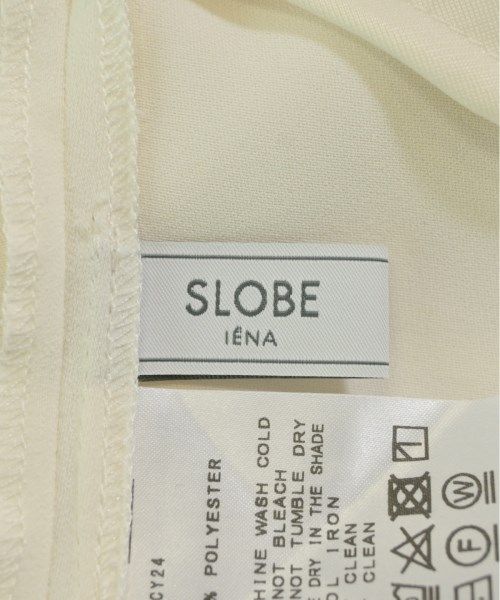 SLOBE
IÉNA
CY24
% POLYESTER
HINE WASH COLD
NOT BLEACH
NOT TUMBLE DRY
E DRY IN THE SHADE
OL IRON
CLEAN
CLEAN
W
F